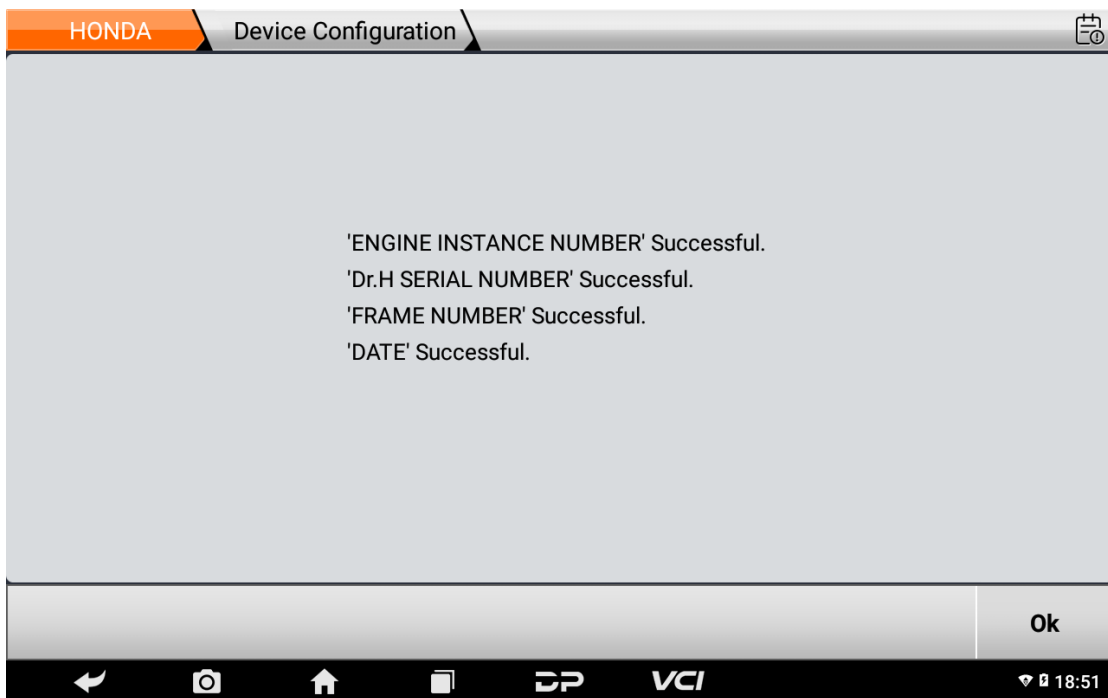 HONDA
Device Configuration
'ENGINE INSTANCE NUMBER' Successful.
'Dr.H SERIAL NUMBER' Successful.
'FRAME NUMBER' Successful.
'DATE' Successful.
Ok
DP
VCI
18:51